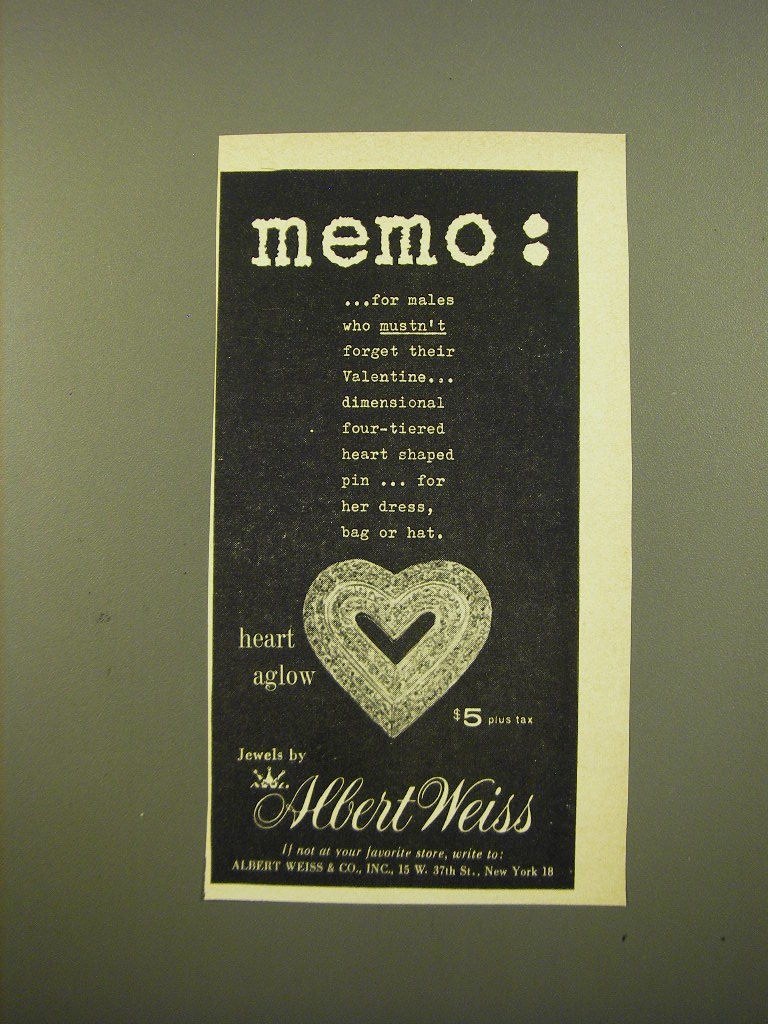 memo:
...for males
who mustn't
forget their
Valentine...
dimensional
four-tiered
heart shaped
pin ... for
her dress,
bag or hat.
heart
aglow
$5 plus tax
Jewels by
Albert Weiss
If not at your favorite store, write to:
ALBERT WEISS & CO., INC., 15 W. 37th St., New York 18